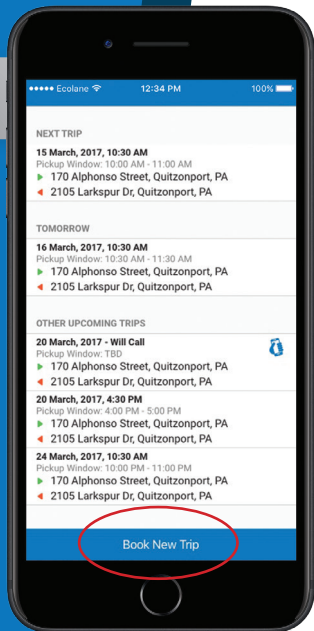 Ecolane 12:34 PM 100%
NEXT TRIP
15 March, 2017, 10:30 AM
Pickup Window: 10:00 AM - 11:00 AM
170 Alphonso Street, Quitzonport, PA
2105 Larkspur Dr, Quitzonport, PA
TOMORROW
16 March, 2017, 10:30 AM
Pickup Window: 10:30 AM - 11:30 AM
170 Alphonso Street, Quitzonport, PA
2105 Larkspur Dr, Quitzonport, PA
OTHER UPCOMING TRIPS
20 March, 2017 - Will Call
Pickup Window: TBD
170 Alphonso Street, Quitzonport, PA
2105 Larkspur Dr, Quitzonport, PA
20 March, 2017, 4:30 PM
Pickup Window: 4:00 PM - 5:00 PM
170 Alphonso Street, Quitzonport, PA
2105 Larkspur Dr, Quitzonport, PA
24 March, 2017, 10:30 AM
Pickup Window: 10:00 PM - 11:00 PM
170 Alphonso Street, Quitzonport, PA
2105 Larkspur Dr, Quitzonport, PA
Book New Trip